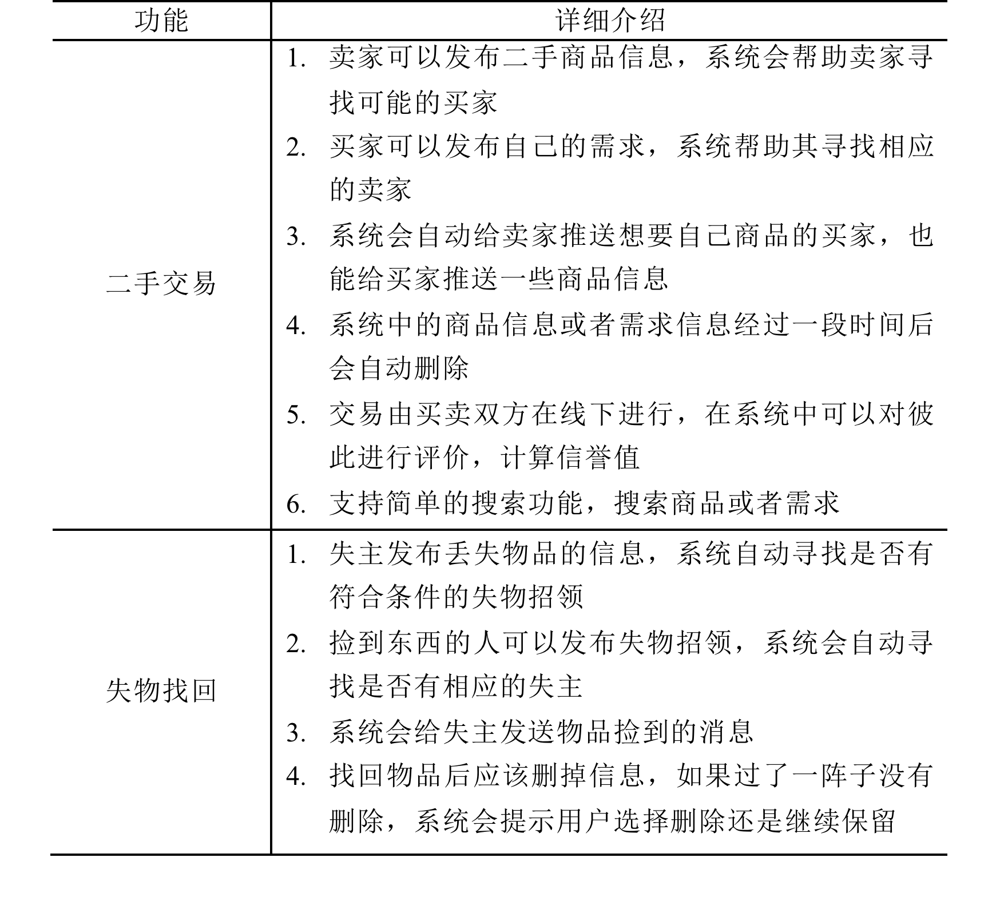 功能 详细介绍
二手交易
1. 卖家可以发布二手商品信息，系统会帮助卖家寻
找可能的买家
2. 买家可以发布自己的需求，系统帮助其寻找相应
的卖家
3. 系统会自动给卖家推送想要自己商品的买家，也
能给买家推送一些商品信息
4. 系统中的商品信息或者需求信息经过一段时间后
会自动删除
5. 交易由买卖双方在线下进行，在系统中可以对彼
此进行评价，计算信誉值
6. 支持简单的搜索功能，搜索商品或者需求
失物找回
1. 失主发布丢失物品的信息，系统自动寻找是否有
符合条件的失物招领
2. 捡到东西的人可以发布失物招领，系统会自动寻
找是否有相应的失主
3. 系统会给失主发送物品捡到的消息
4. 找回物品后应该删掉信息，如果过了一阵子没有
删除，系统会提示用户选择删除还是继续保留